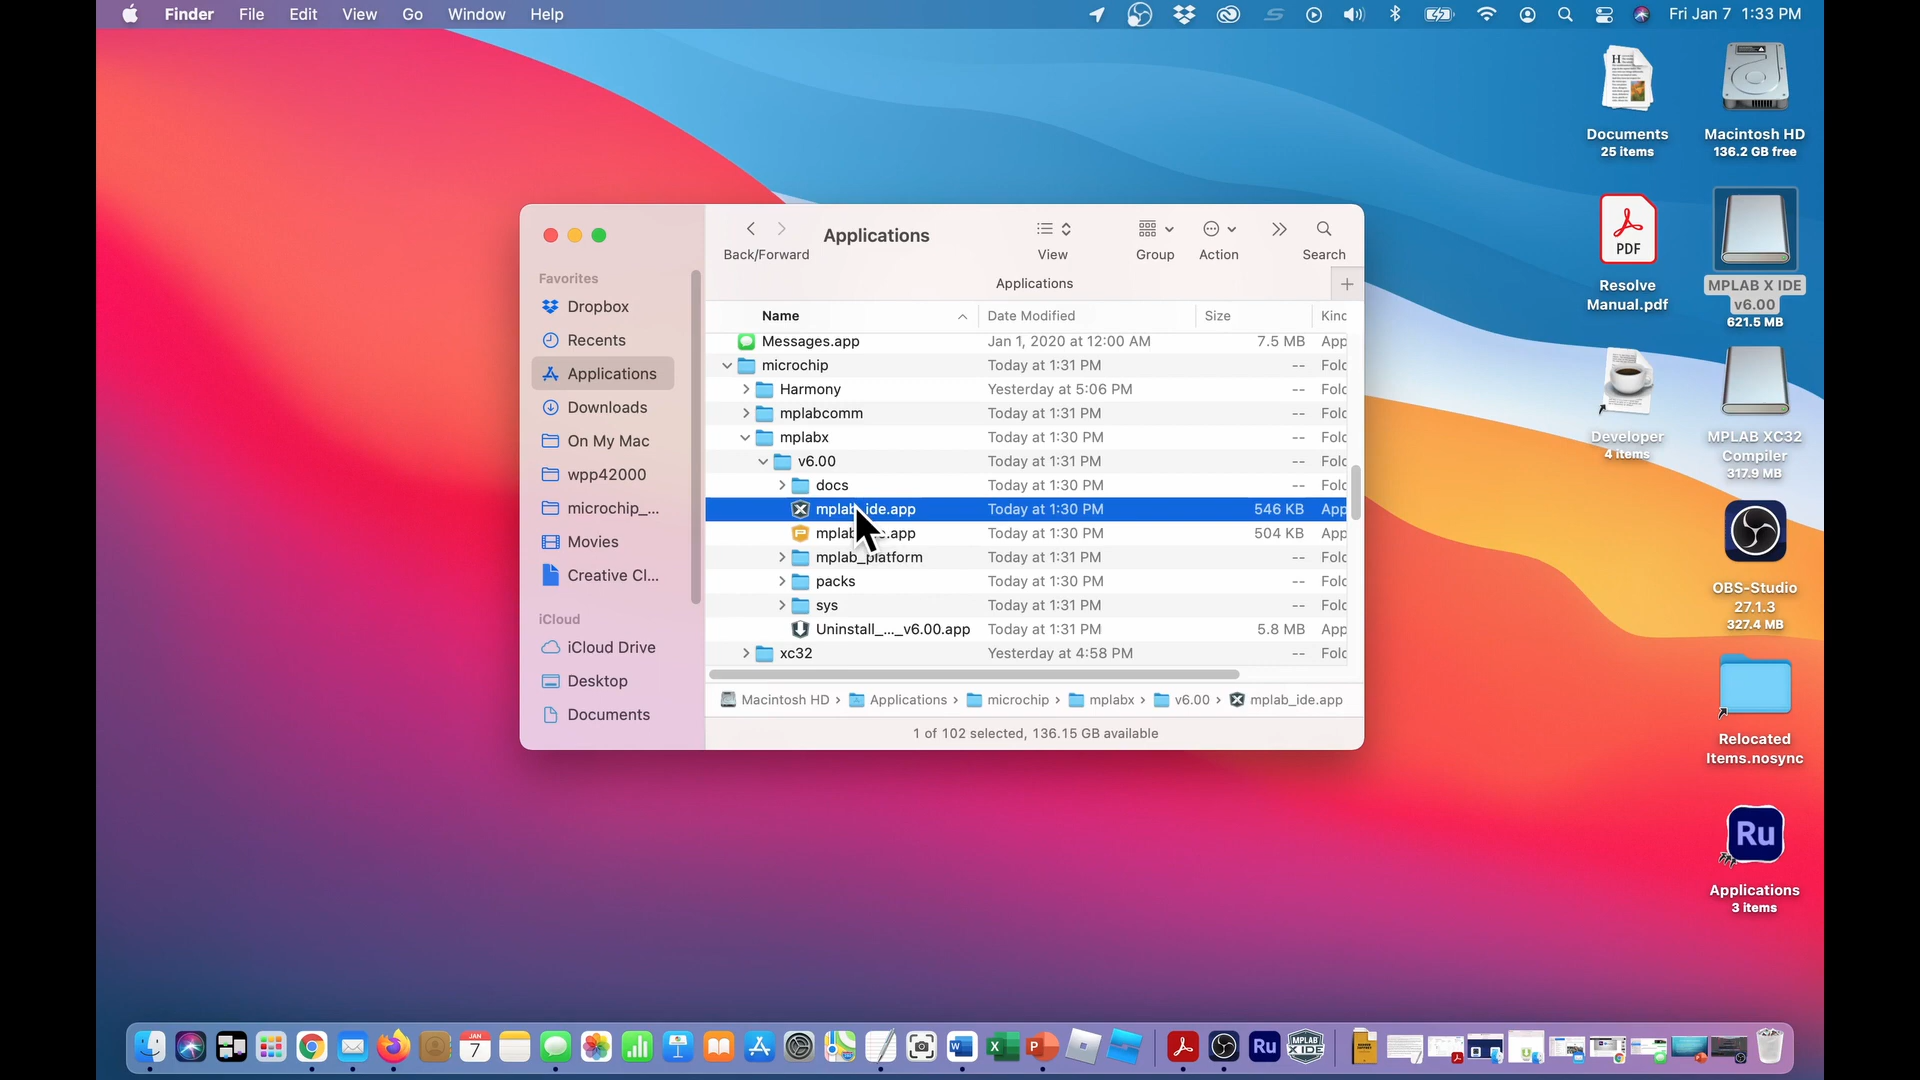 Finder File Edit View Go Window Help Fri Jan 7 1:33 PM
Documents
25 items
Macintosh HD
136.2 GB free
PDF
Resolve
Manual.pdf
MPLAB X IDE
v6.00
621.5 MB
Developer
4 items
MPLAB XC32
Compiler
317.9 MB
OBS-Studio
27.1.3
327.4 MB
Relocated
Items.nosync
Ru
Applications
3 items
Back/Forward Applications View Group Action Search
Applications
Favorites
Dropbox
Recents
Applications
Downloads
On My Mac
wpp42000
microchip_...
Movies
Creative Cl...
iCloud
iCloud Drive
Desktop
Documents
Name Date Modified Size Kind
Messages.app Jan 1, 2020 at 12:00 AM 7.5 MB App
microchip Today at 1:31 PM -- Fold
Harmony Yesterday at 5:06 PM -- Fold
mplabcomm Today at 1:31 PM -- Fold
mplabx Today at 1:30 PM -- Fold
v6.00 Today at 1:31 PM -- Fold
docs Today at 1:30 PM -- Fold
mplab_ide.app Today at 1:30 PM 546 KB App
.app Today at 1:30 PM 504 KB App
mplab_platform Today at 1:31 PM -- Fold
packs Today at 1:30 PM -- Fold
sys Today at 1:31 PM -- Fold
Uninstall_..._v6.00.app Today at 1:31 PM 5.8 MB App
xc32 Yesterday at 4:58 PM -- Fold
Macintosh HD › Applications › microchip › mplabx › v6.00 › mplab_ide.app
1 of 102 selected, 136.15 GB available
JAN
7
Ru
MPLAB
X IDE